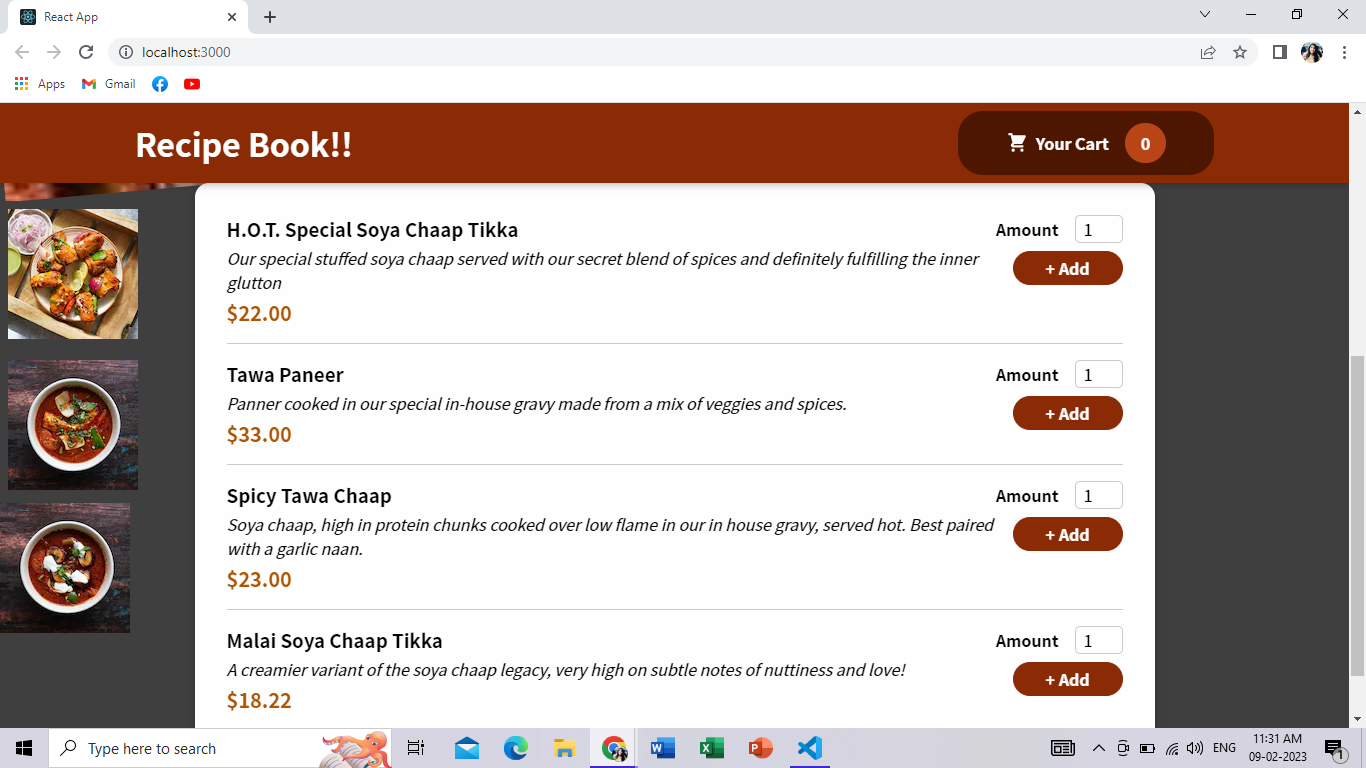 React App
localhost:3000
Apps
Gmail
Recipe Book!!
Your Cart
0
H.O.T. Special Soya Chaap Tikka
Amount 1
Our special stuffed soya chaap served with our secret blend of spices and definitely fulfilling the inner
glutton
+ Add
$22.00
Tawa Paneer
Amount 1
Panner cooked in our special in-house gravy made from a mix of veggies and spices.
+ Add
$33.00
Spicy Tawa Chaap
Amount 1
Soya chaap, high in protein chunks cooked over low flame in our in house gravy, served hot. Best paired
with a garlic naan.
+ Add
$23.00
Malai Soya Chaap Tikka
Amount 1
A creamier variant of the soya chaap legacy, very high on subtle notes of nuttiness and love!
+ Add
$18.22
Type here to search
ENG
11:31 AM
09-02-2023
1